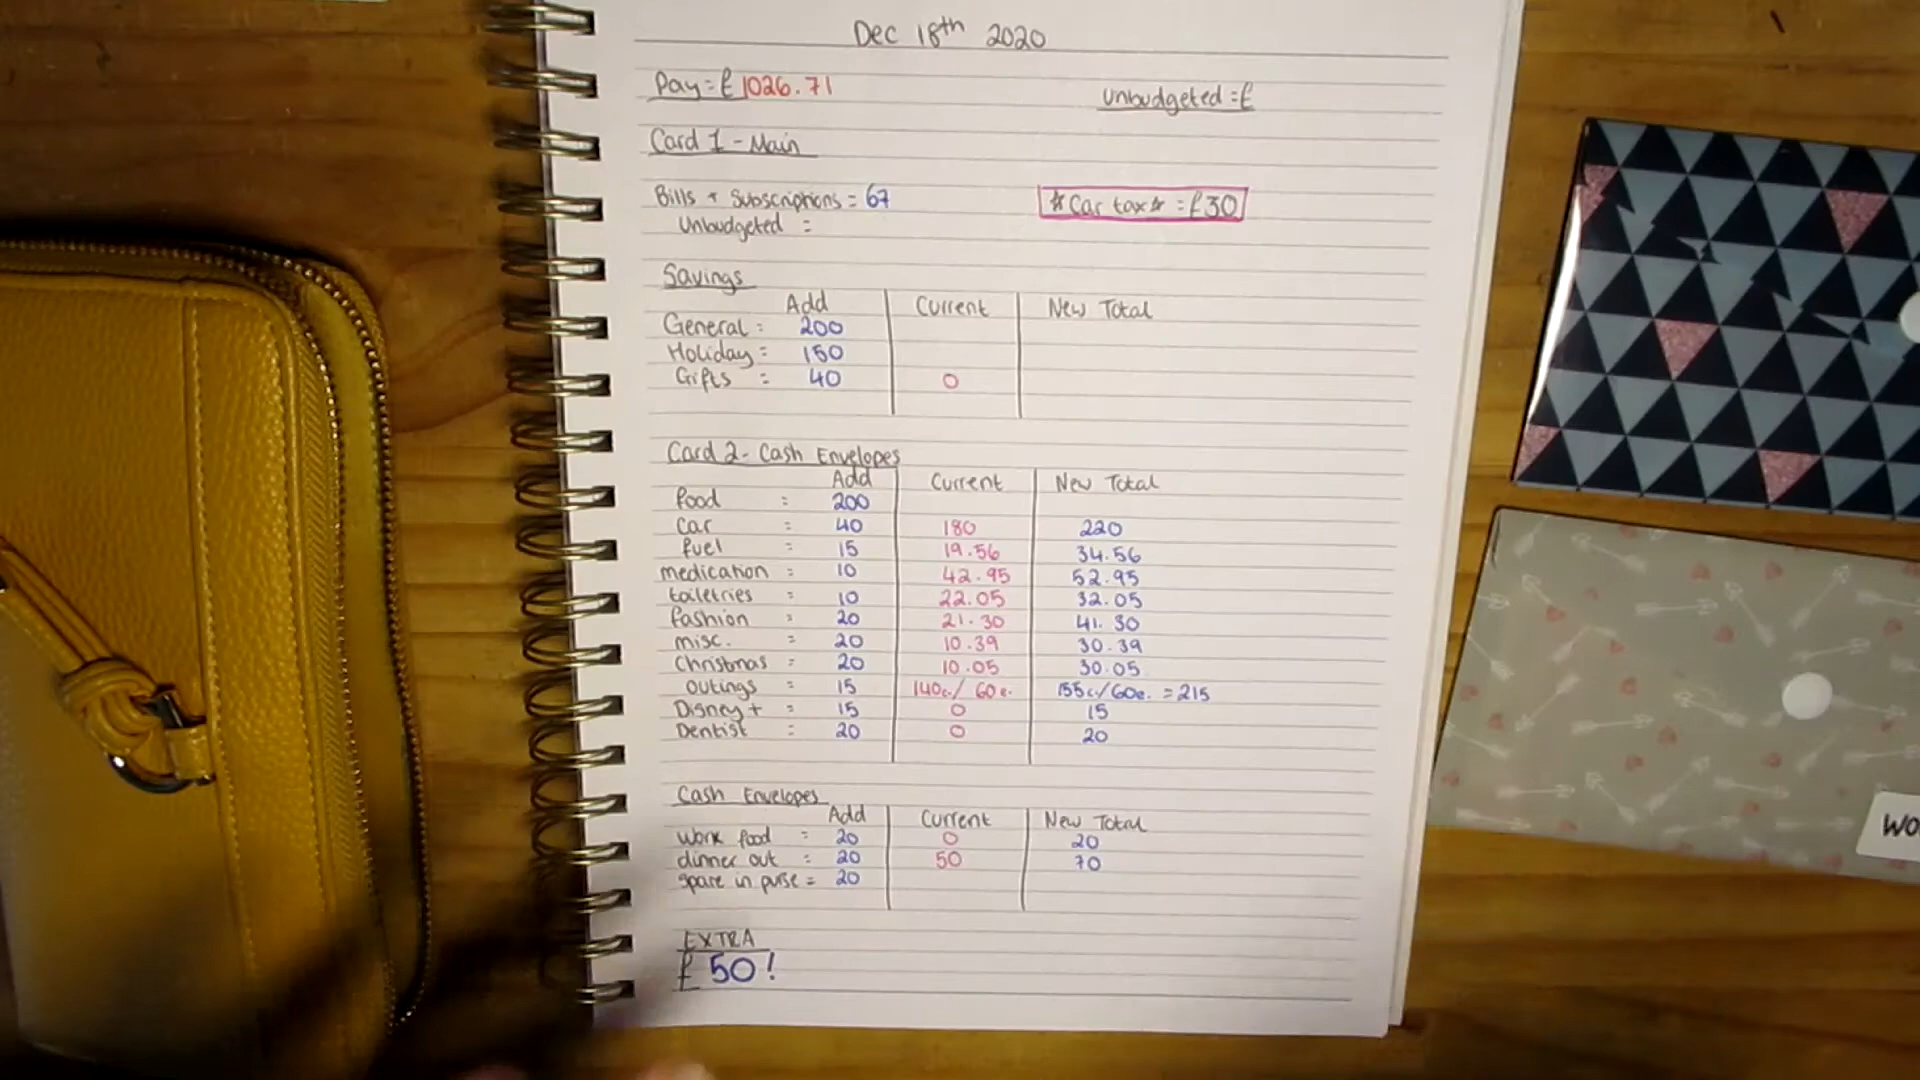 Dec 18th 2020
Pay = £1026.71
Unbudgeted = £
Card 1 - Main
Bills + Subscriptions = 67
*Car tax* = £30
Unbudgeted =
Savings
Add Current New Total
General = 200
Holiday = 150
Gifts = 40 0
Card 2 - Cash Envelopes
Add Current New Total
food = 200
Car = 40 180 220
fuel = 15 19.56 34.56
medication = 10 42.95 52.95
toiletries = 10 22.05 32.05
fashion = 20 21.30 41.30
misc. = 20 10.39 30.39
Christmas = 20 10.05 30.05
Outings = 15 140c./ 60e. 155c./60e. = 215
Disney+ = 15 0 15
Dentist = 20 0 20
Cash Envelopes
Add Current New Total
Work food = 20 0 20
dinner out = 20 50 70
spare in purse = 20
EXTRA
£50!